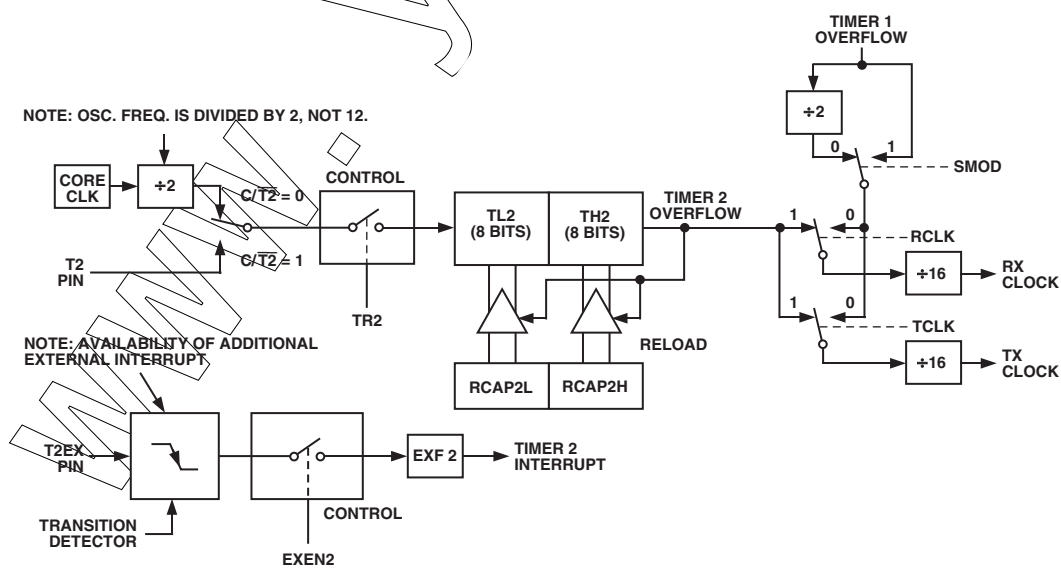 TIMER 1
OVERFLOW
÷2
0
1
SMOD
NOTE: OSC. FREQ. IS DIVIDED BY 2, NOT 12.
CORE
CLK
÷2
C/T2 = 0
C/T2 = 1
T2
PIN
CONTROL
TR2
TL2
(8 BITS)
TH2
(8 BITS)
TIMER 2
OVERFLOW
RELOAD
RCAP2L
RCAP2H
1
0
RCLK
÷16
RX
CLOCK
1
0
TCLK
÷16
TX
CLOCK
NOTE: AVAILABILITY OF ADDITIONAL
EXTERNAL INTERRUPT
T2EX
PIN
TRANSITION
DETECTOR
CONTROL
EXEN2
EXF 2
TIMER 2
INTERRUPT